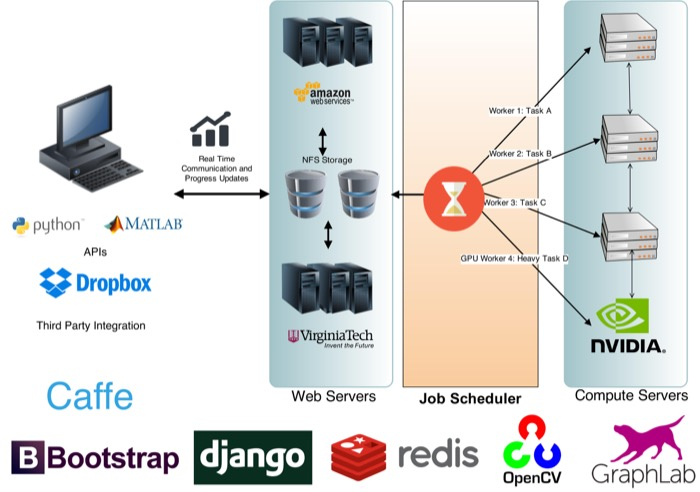 amazon
webservices™
Real Time
Communication and
Progress Updates
NFS Storage
Worker 1: Task A
Worker 2: Task B
Worker 3: Task C
GPU Worker 4: Heavy Task D
python™
MATLAB
APIs
Dropbox
Third Party Integration
VirginiaTech
Invent the Future
NVIDIA.
Web Servers
Job Scheduler
Compute Servers
Caffe
B Bootstrap
django
redis
OpenCV
GraphLab